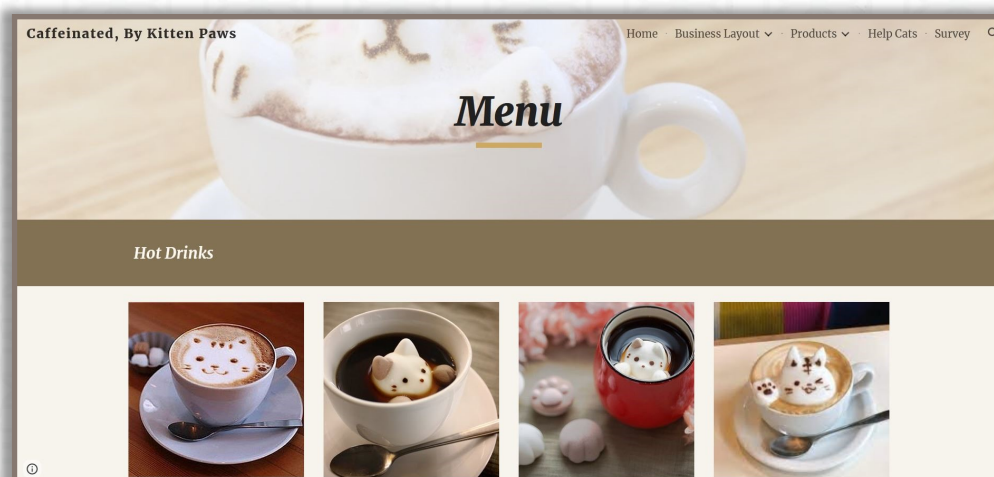 Caffeinated, By Kitten Paws
Home · Business Layout · Products · Help Cats · Survey
Menu
Hot Drinks